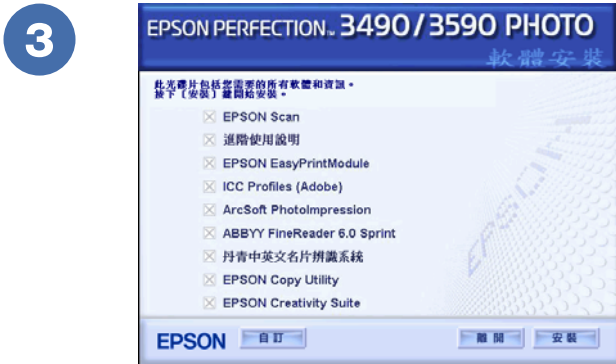 3
EPSON PERFECTION™ 3490/3590 PHOTO
軟體安裝
此光碟片包括您需要的所有軟體和資訊。
按下〔安裝〕鍵開始安裝。
EPSON Scan
進階使用說明
EPSON EasyPrintModule
ICC Profiles (Adobe)
ArcSoft PhotoImpression
ABBYY FineReader 6.0 Sprint
丹青中英文名片辨識系統
EPSON Copy Utility
EPSON Creativity Suite
EPSON
EPSON 自訂 離開 安裝